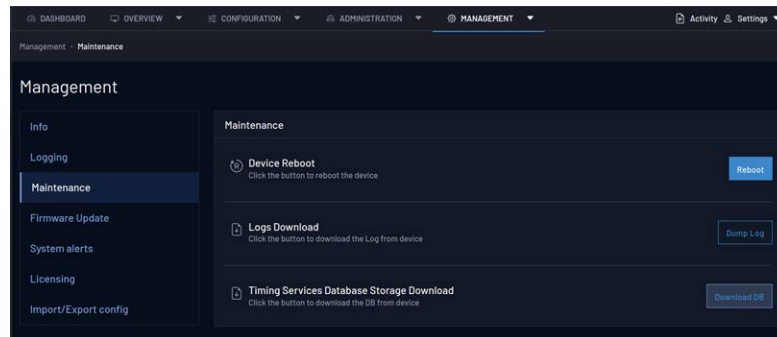 DASHBOARD OVERVIEW CONFIGURATION ADMINISTRATION MANAGEMENT Activity Settings
Management - Maintenance
Management
Info
Logging
Maintenance
Firmware Update
System alerts
Licensing
Import/Export config
Maintenance
Device Reboot
Click the button to reboot the device
Reboot
Logs Download
Click the button to download the Log from device
Dump Log
Timing Services Database Storage Download
Click the button to download the DB from device
Download DB